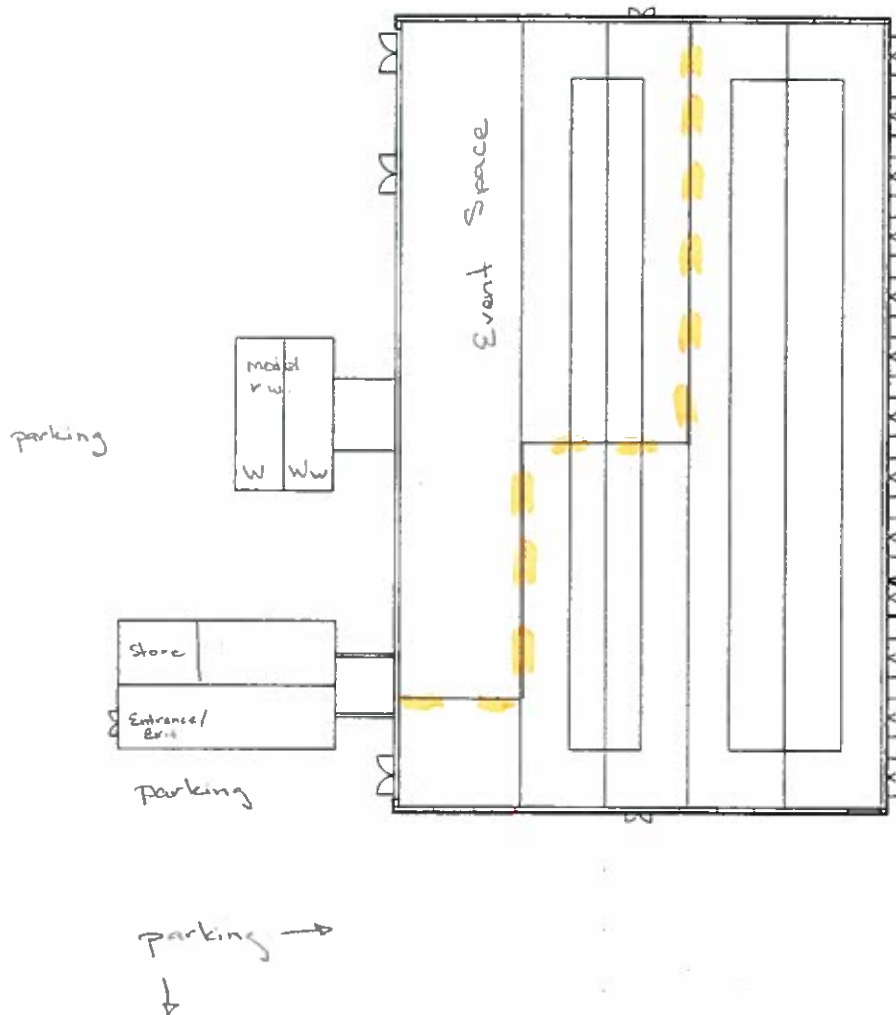 Event Space
W Ww
parking
Store
Entrance/
Exit
parking
parking